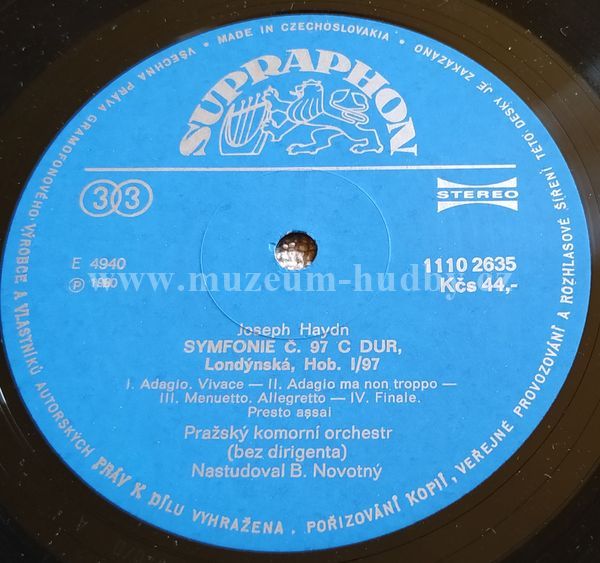 VŠECHNA PRÁVA GRAMOFONOVÉHO VÝROBCE A VLASTNÍKŮ AUTORSKÝCH PRÁV K DÍLU VYHRAŽENA. POŘIZOVÁNÍ KOPIÍ, VEŘEJNÉ PROVOZOVÁNÍ A ROZHLASOVÉ ŠÍŘENÍ TÉTO DESKY JE ZAKÁZÁNO • MADE IN CZECHOSLOVAKIA •
SUPRAPHON
33
STEREO
E 4940
1110 2635
℗ 1980
Kčs 44,-
www.muzeum-hudby.cz
Joseph Haydn
SYMFONIE Č. 97 C DUR,
Londýnská, Hob. I/97
I. Adagio. Vivace — II. Adagio ma non troppo —
III. Menuetto. Allegretto — IV. Finale.
Presto assai
Pražský komorní orchestr
(bez dirigenta)
Nastudoval B. Novotný